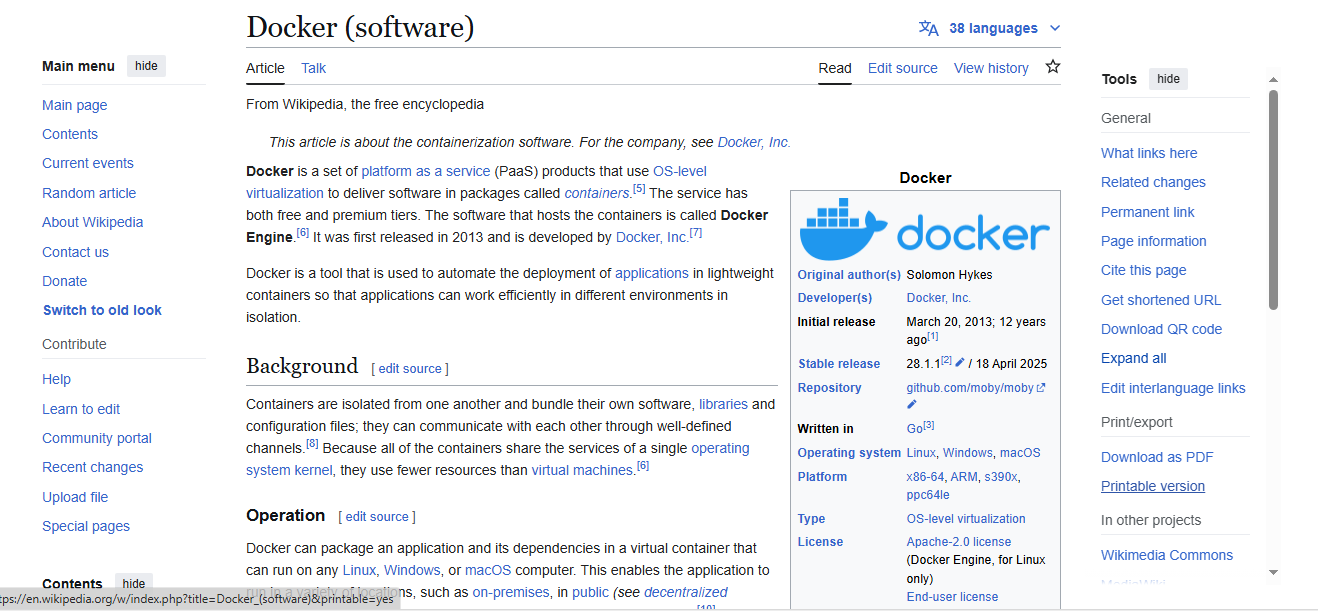 Docker (software)
38 languages
Main menu hide
Main page
Contents
Current events
Random article
About Wikipedia
Contact us
Donate
Switch to old look
Contribute
Help
Learn to edit
Community portal
Recent changes
Upload file
Special pages
Contents hide
Article Talk
Read Edit source View history
From Wikipedia, the free encyclopedia
This article is about the containerization software. For the company, see Docker, Inc.
Docker is a set of platform as a service (PaaS) products that use OS-level
virtualization to deliver software in packages called containers.[5] The service has
both free and premium tiers. The software that hosts the containers is called Docker
Engine.[6] It was first released in 2013 and is developed by Docker, Inc.[7]
Docker is a tool that is used to automate the deployment of applications in lightweight
containers so that applications can work efficiently in different environments in
isolation.
Background [ edit source ]
Containers are isolated from one another and bundle their own software, libraries and
configuration files; they can communicate with each other through well-defined
channels.[8] Because all of the containers share the services of a single operating
system kernel, they use fewer resources than virtual machines.[6]
Operation [ edit source ]
Docker can package an application and its dependencies in a virtual container that
can run on any Linux, Windows, or macOS computer. This enables the application to
run in a variety of locations, such as on-premises, in public (see decentralized
Docker
docker
Original author(s) Solomon Hykes
Developer(s) Docker, Inc.
Initial release March 20, 2013; 12 years
ago[1]
Stable release 28.1.1[2] / 18 April 2025
Repository github.com/moby/moby
Written in Go[3]
Operating system Linux, Windows, macOS
Platform x86-64, ARM, s390x,
ppc64le
Type OS-level virtualization
License Apache-2.0 license
(Docker Engine, for Linux
only)
End-user license
Tools hide
General
What links here
Related changes
Permanent link
Page information
Cite this page
Get shortened URL
Download QR code
Expand all
Edit interlanguage links
Print/export
Download as PDF
Printable version
In other projects
Wikimedia Commons
tps://en.wikipedia.org/w/index.php?title=Docker_(software)&printable=yes